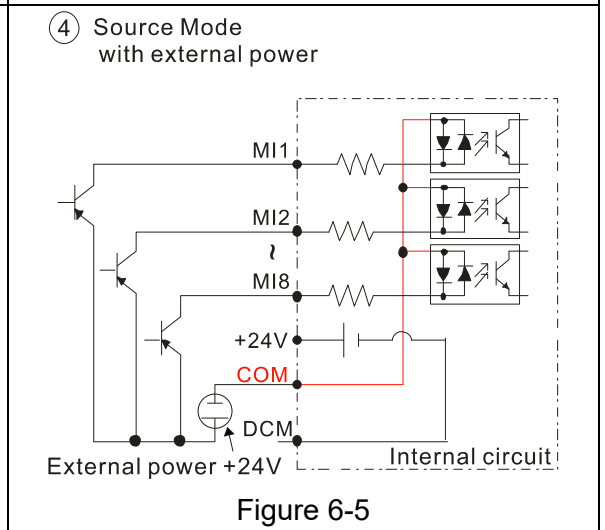 ④ Source Mode
with external power
MI1
MI2
~
MI8
+24V
COM
DCM
External power +24V
Internal circuit
Figure 6-5